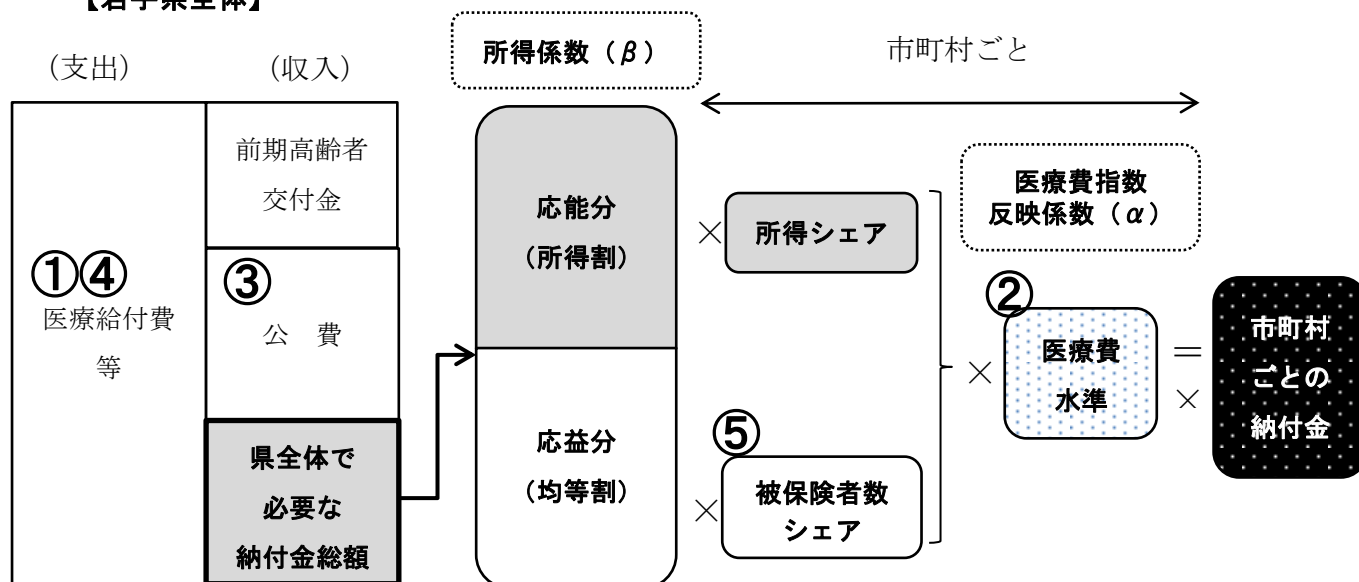 【岩手県全体】
（支出）
（収入）
所得係数（β）
市町村ごと
前期高齢者
交付金
①④
医療給付費
等
③
公　費
県全体で
必要な
納付金総額
応能分
（所得割）
×
所得シェア
応益分
（均等割）
×
⑤
被保険者数
シェア
医療費指数
反映係数（α）
×
②
医療費
水準
＝
×
市町村
ごとの
納付金